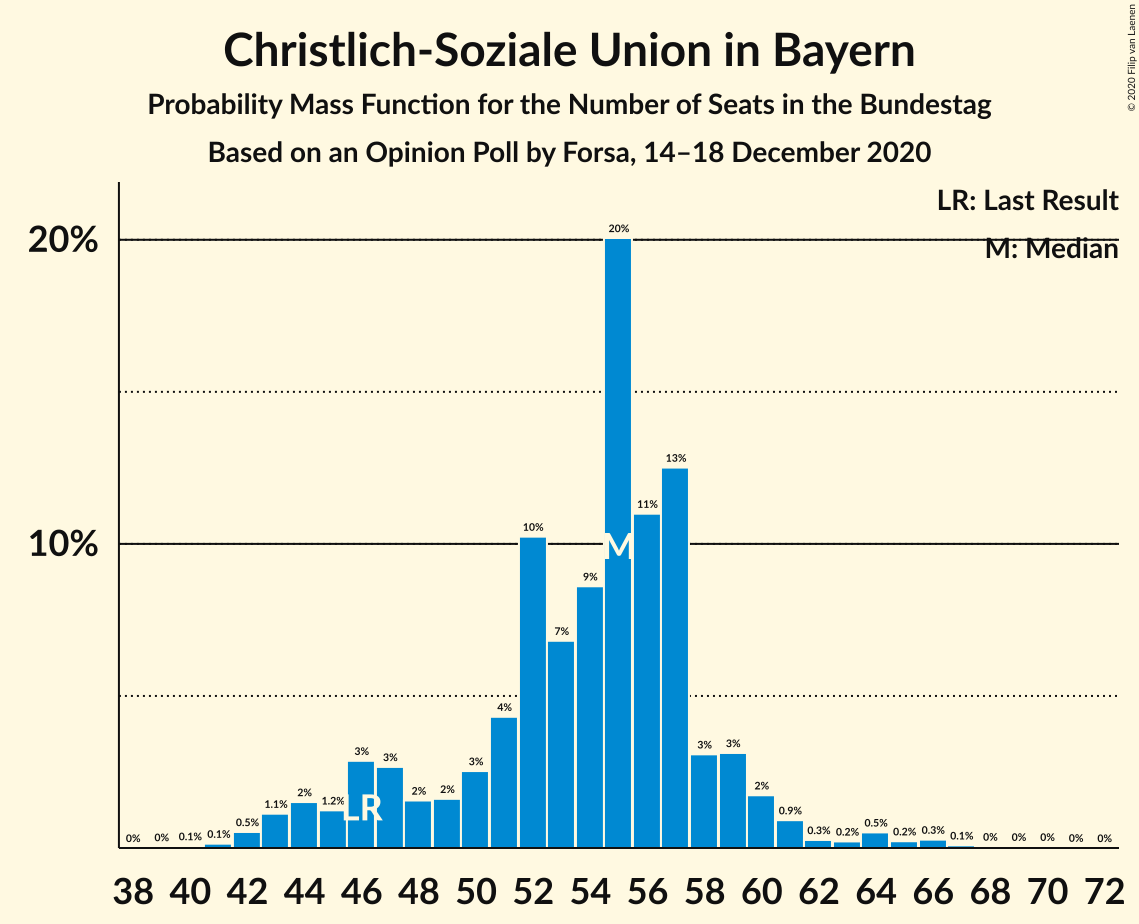 Christlich-Soziale Union in Bayern
Probability Mass Function for the Number of Seats in the Bundestag
Based on an Opinion Poll by Forsa, 14–18 December 2020
© 2020 Filip van Laenen
LR: Last Result
M: Median
20%
10%
0% 0% 0.1% 0.1% 0.5% 1.1% 2% 1.2% 3% 3% 2% 2% 3% 4% 10% 7% 9% 20% 11% 13% 3% 3% 2% 0.9% 0.3% 0.2% 0.5% 0.2% 0.3% 0.1% 0% 0% 0% 0% 0%
LR
M
38 40 42 44 46 48 50 52 54 56 58 60 62 64 66 68 70 72